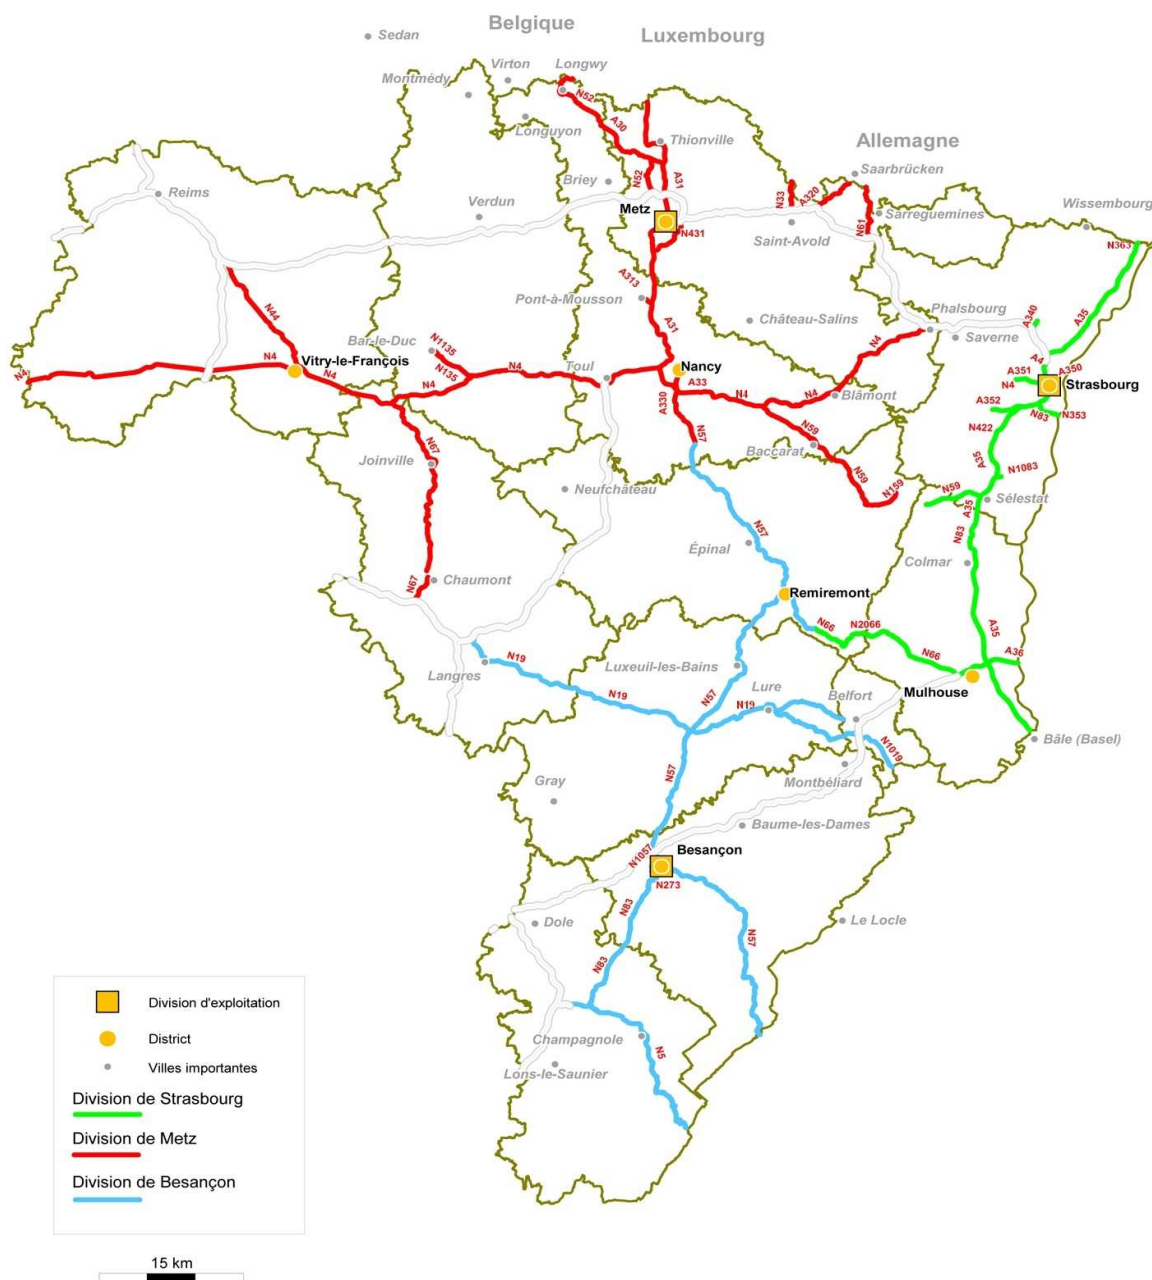 Belgique
Luxembourg
Sedan
Virton
Longwy
Montmédy
N52
A30
Longuyon
Thionville
Allemagne
Saarbrücken
Briey
N52
A31
N33
A320
Reims
Verdun
Metz
N431
Saint-Avold
N61
Sarreguemines
Wissembourg
N363
A313
Pont-à-Mousson
N44
A31
Château-Salins
Phalsbourg
A340
A35
Saverne
Bar-le-Duc
N1135
N135
N4
Vitry-le-François
N4
N4
N4
N4
Toul
Nancy
A33
A330
N4
N4
N4
Blâmont
A4
A350
A351
N4
Strasbourg
A352
N83
N353
N422
N57
N59
Baccarat
N59
N159
A35
N1083
N59
Sélestat
A35
N83
Joinville
N67
Neufchâteau
N57
Épinal
Colmar
Chaumont
N67
Remiremont
N66
N2066
A35
N66
A36
Langres
N19
Luxeuil-les-Bains
N19
N57
Lure
N19
Belfort
Mulhouse
N1019
Bâle (Basel)
Montbéliard
Gray
N57
Baume-les-Dames
N1057
Besançon
N273
N83
Dole
Le Locle
N57
N83
Champagnole
N5
Lons-le-Saunier
Division d'exploitation
District
Villes importantes
Division de Strasbourg
Division de Metz
Division de Besançon
15 km